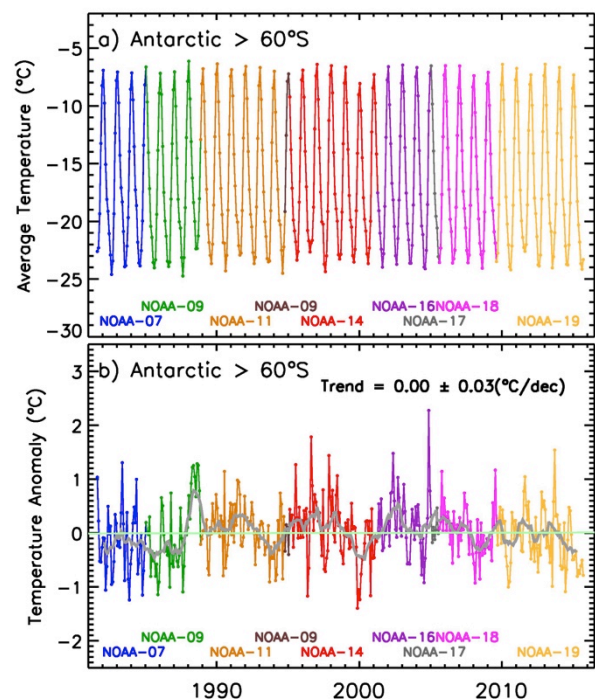 a) Antarctic > 60°S
Average Temperature (°C)
-5
-10
-15
-20
-25
-30
NOAA-09 NOAA-09 NOAA-16 NOAA-18
NOAA-07 NOAA-11 NOAA-14 NOAA-17 NOAA-19
b) Antarctic > 60°S
Trend = 0.00 ± 0.03(°C/dec)
Temperature Anomaly (°C)
3
2
1
0
-1
-2
NOAA-09 NOAA-09 NOAA-16 NOAA-18
NOAA-07 NOAA-11 NOAA-14 NOAA-17 NOAA-19
1990 2000 2010